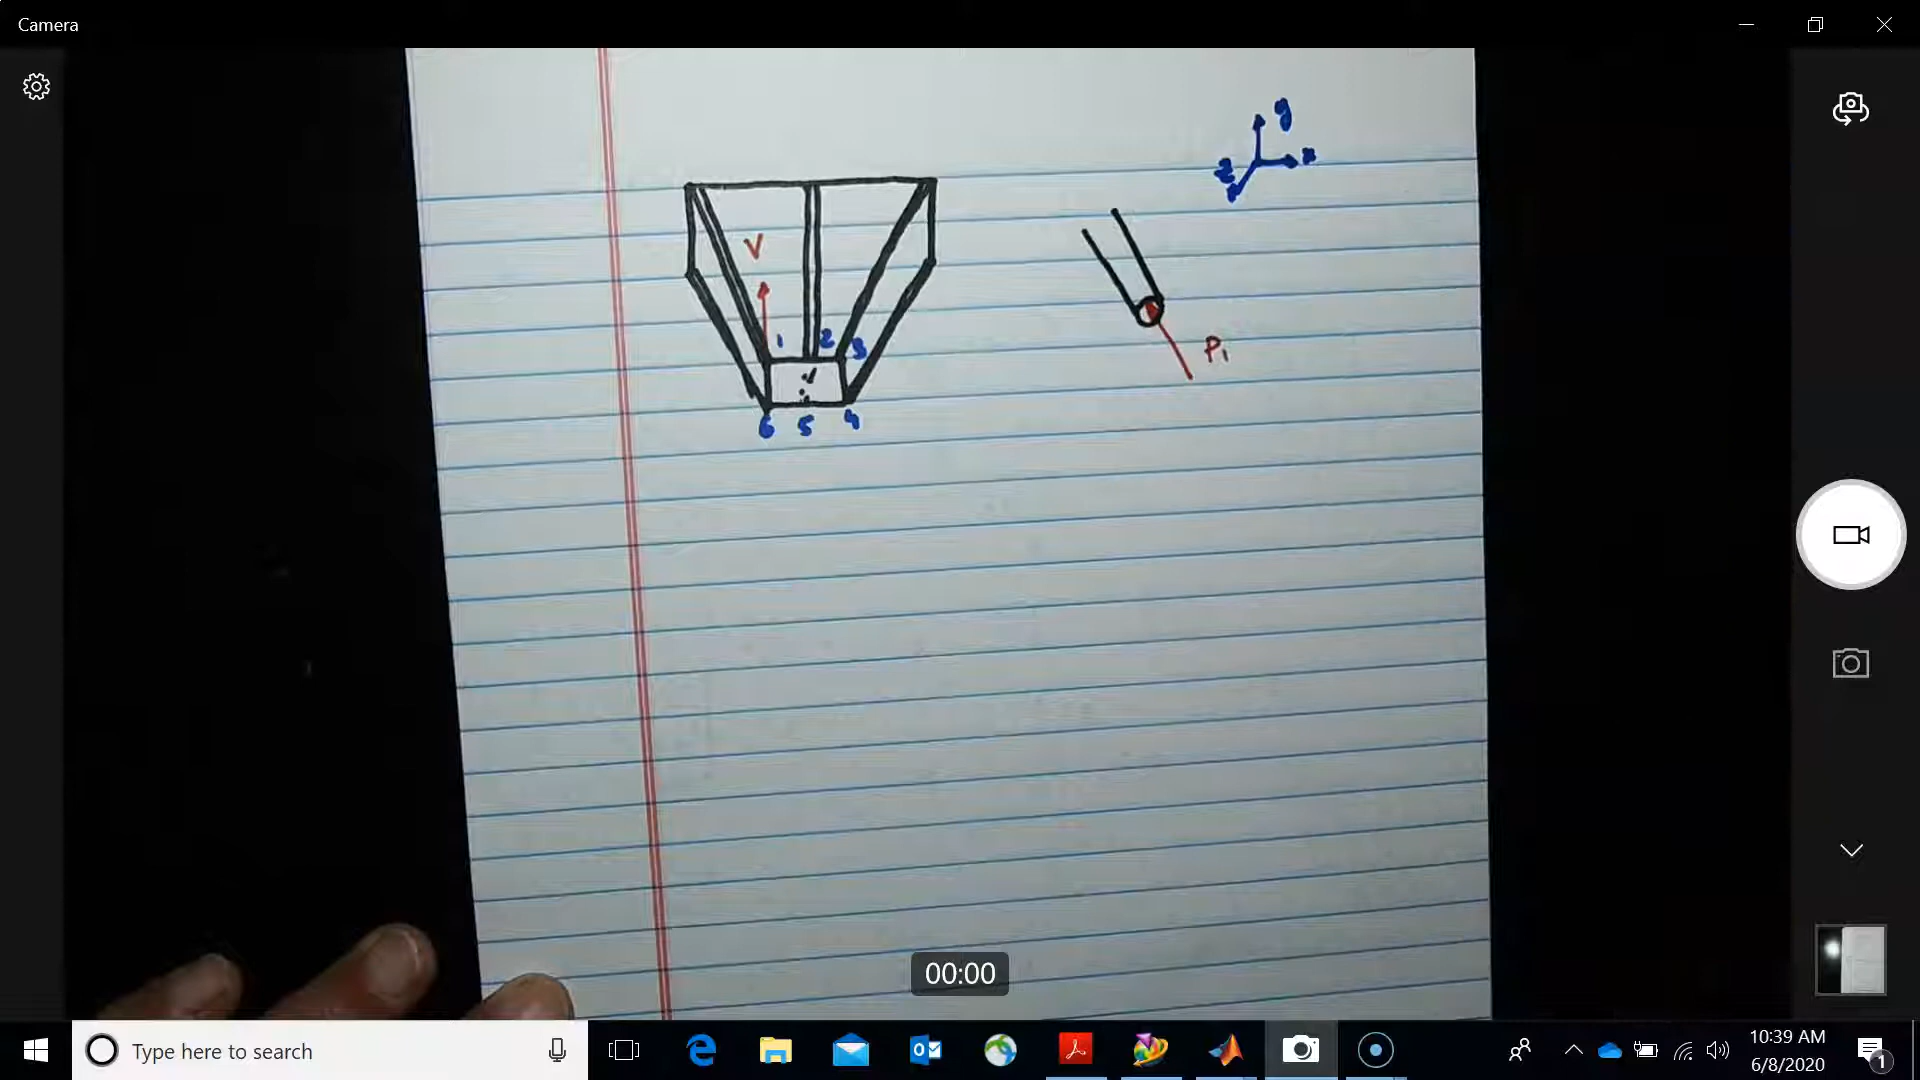 Camera
y
z x
V
1 2 3
P₁
6 5 4
00:00
Type here to search
10:39 AM
6/8/2020
1